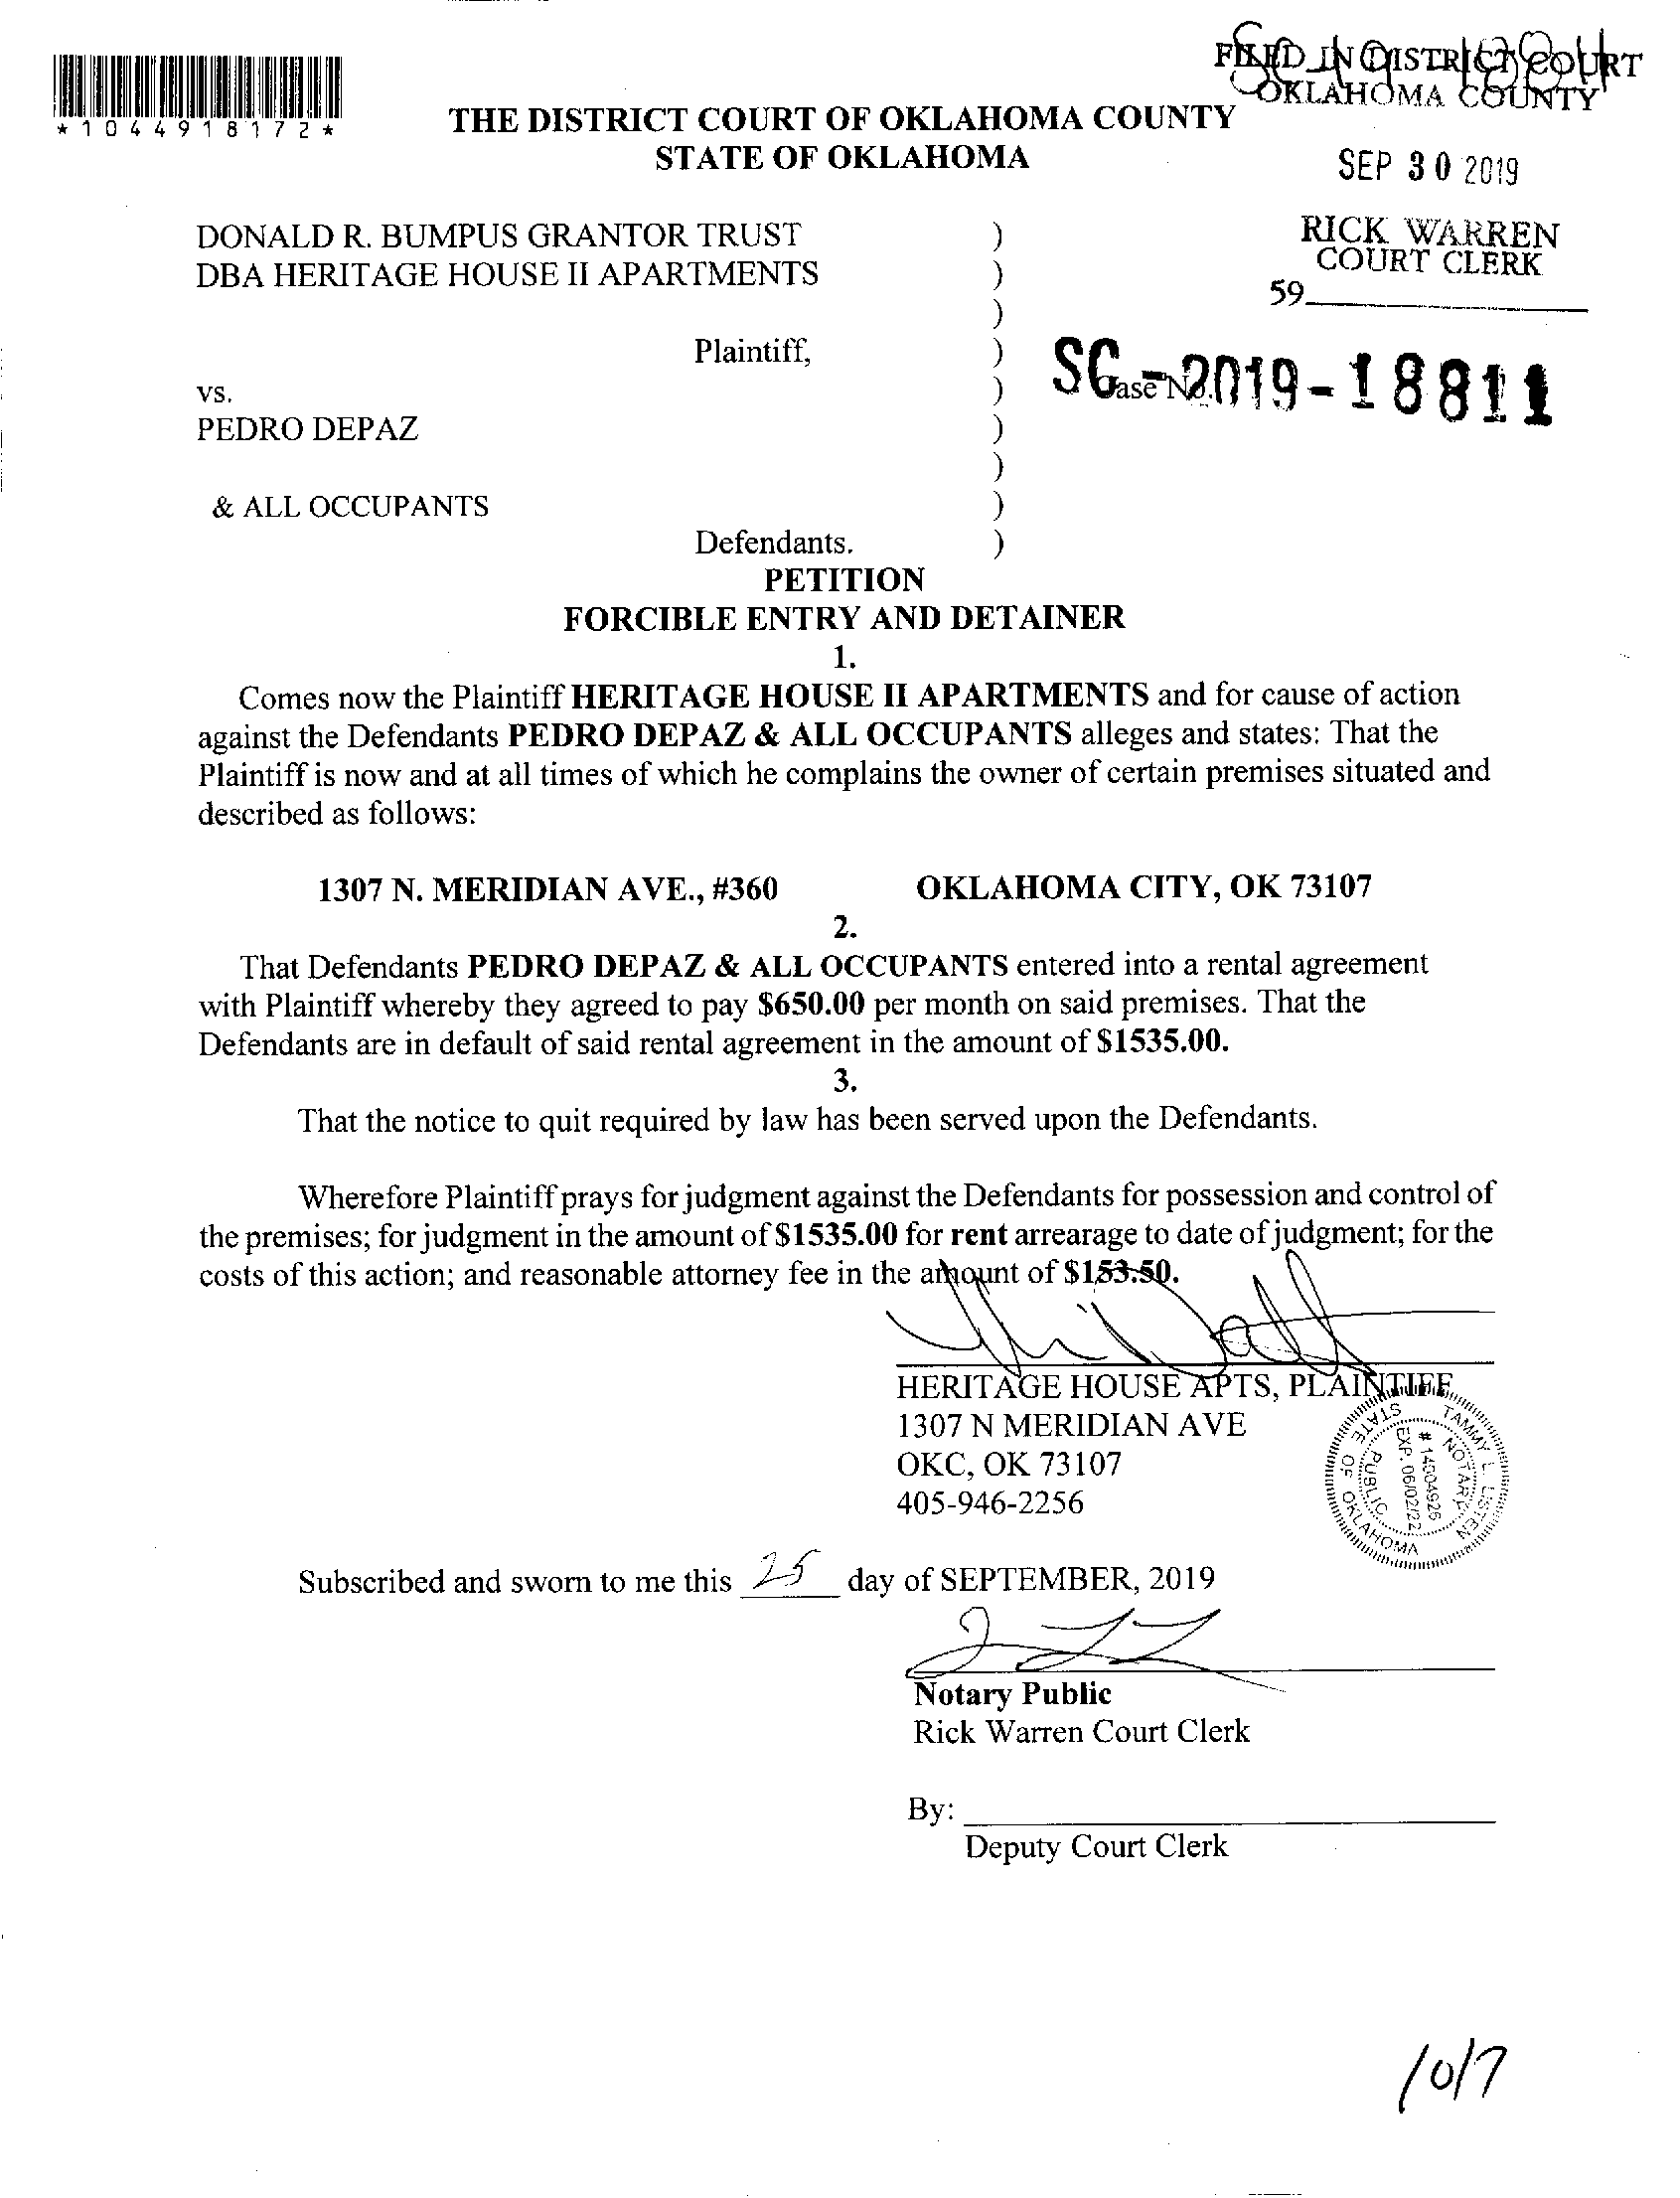 *1044918172*
FILED IN DISTRICT COURT
OKLAHOMA COUNTY
THE DISTRICT COURT OF OKLAHOMA COUNTY
STATE OF OKLAHOMA
SEP 30 2019
RICK WARREN
COURT CLERK
59
DONALD R. BUMPUS GRANTOR TRUST )
DBA HERITAGE HOUSE II APARTMENTS )
)
Plaintiff, )
SC-2019-18811
Case No.
vs. )
PEDRO DEPAZ )
)
& ALL OCCUPANTS )
Defendants. )
PETITION
FORCIBLE ENTRY AND DETAINER
1.
Comes now the Plaintiff HERITAGE HOUSE II APARTMENTS and for cause of action
against the Defendants PEDRO DEPAZ & ALL OCCUPANTS alleges and states: That the
Plaintiff is now and at all times of which he complains the owner of certain premises situated and
described as follows:
1307 N. MERIDIAN AVE., #360 OKLAHOMA CITY, OK 73107
2.
That Defendants PEDRO DEPAZ & ALL OCCUPANTS entered into a rental agreement
with Plaintiff whereby they agreed to pay $650.00 per month on said premises. That the
Defendants are in default of said rental agreement in the amount of $1535.00.
3.
That the notice to quit required by law has been served upon the Defendants.
Wherefore Plaintiff prays for judgment against the Defendants for possession and control of
the premises; for judgment in the amount of $1535.00 for rent arrearage to date of judgment; for the
costs of this action; and reasonable attorney fee in the amount of $153.50.
HERITAGE HOUSE APTS, PLAINTIFF
1307 N MERIDIAN AVE
OKC, OK 73107
405-946-2256
TAMMY L. LISTEN
NOTARY PUBLIC
# 14004926
EXP. 06/02/22
STATE OF OKLAHOMA
Subscribed and sworn to me this 25 day of SEPTEMBER, 2019
Notary Public
Rick Warren Court Clerk
By:
Deputy Court Clerk
10/7